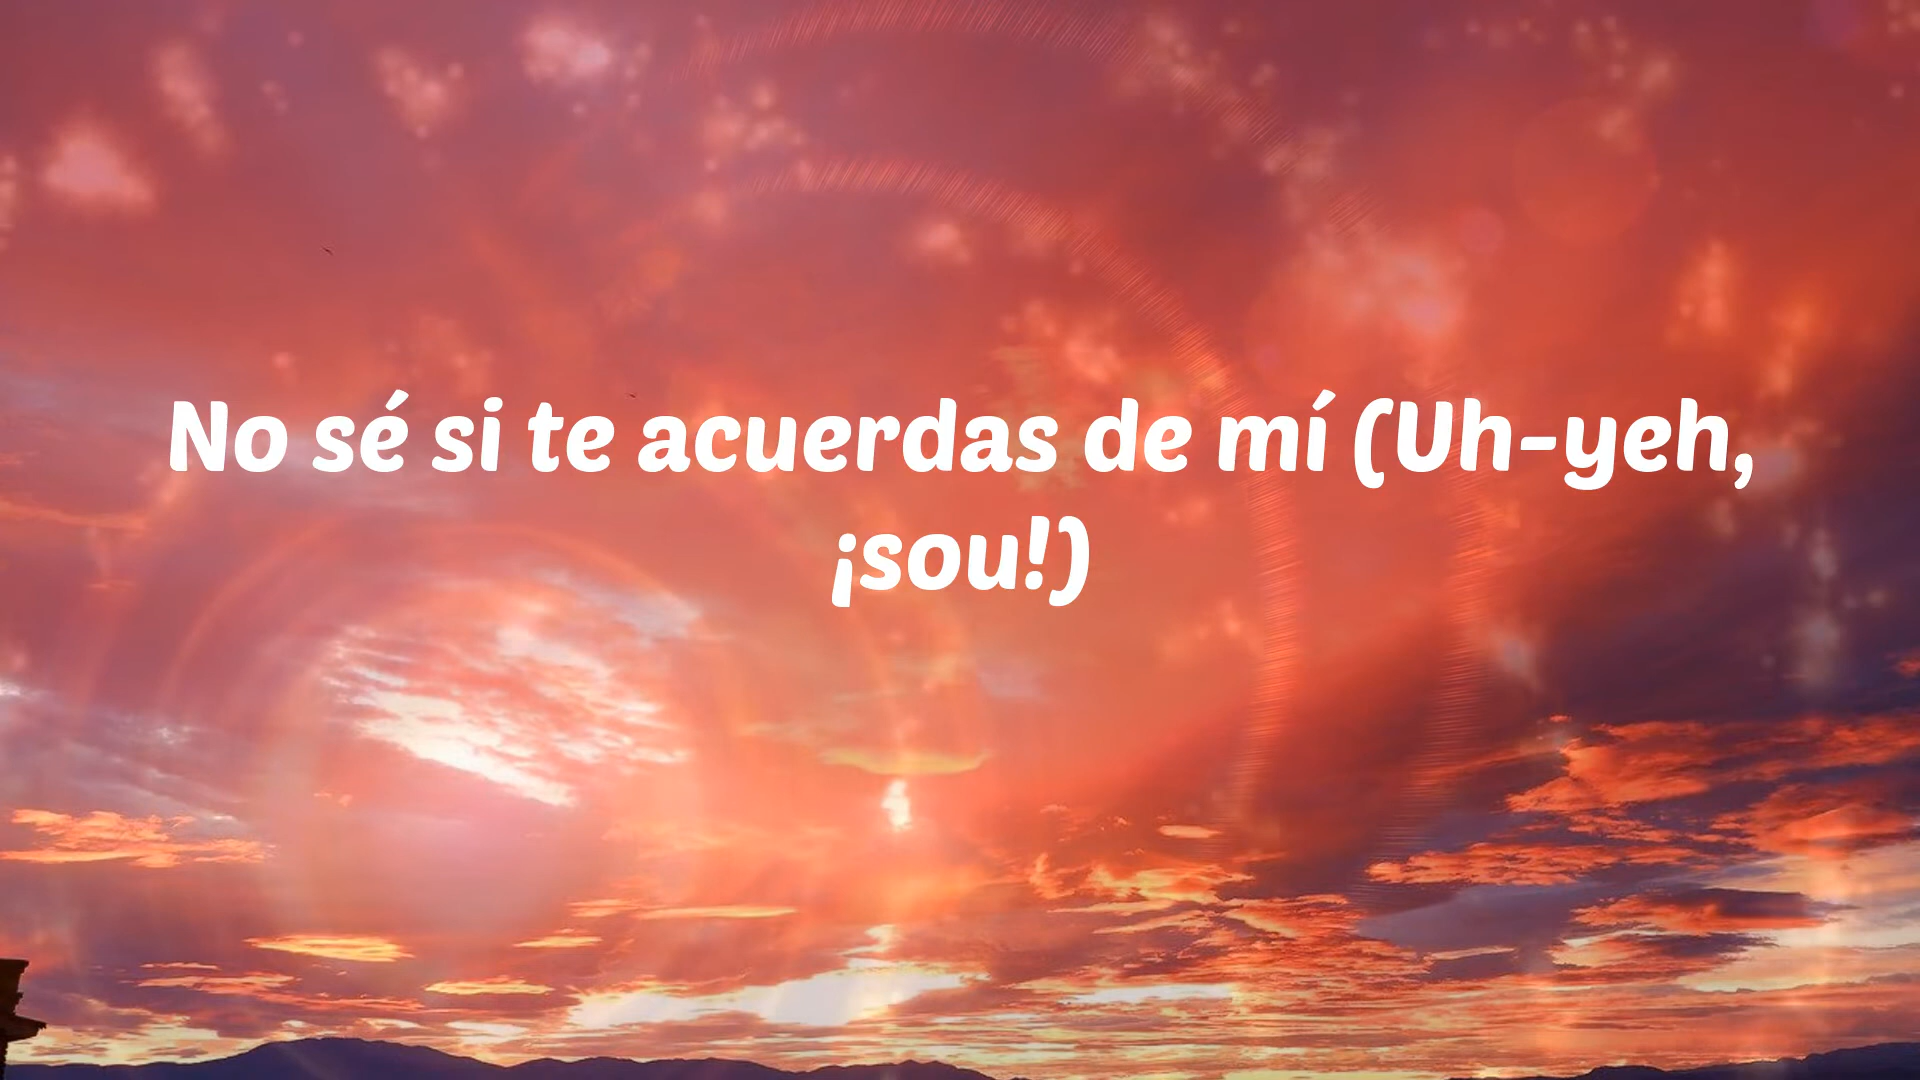 No sé si te acuerdas de mí (Uh-yeh,
¡sou!)